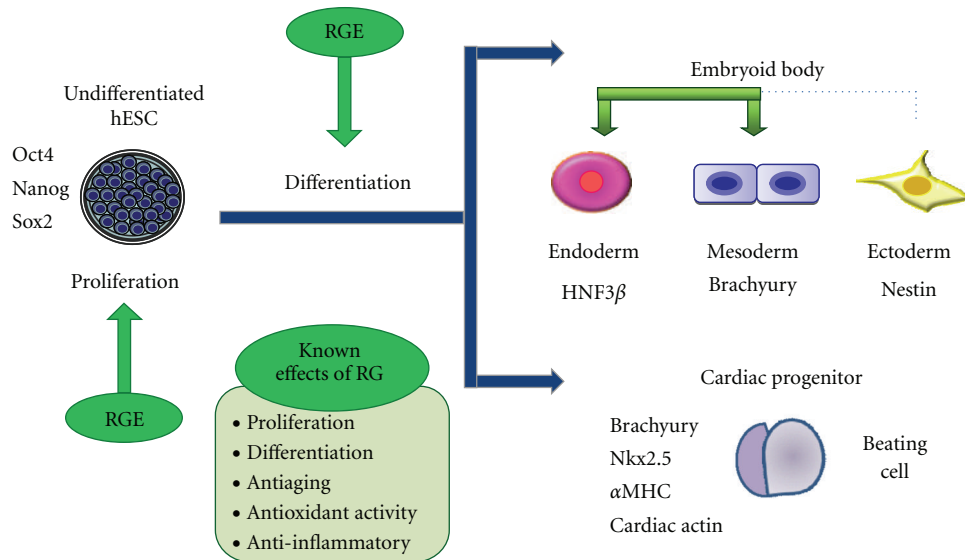 RGE
Undifferentiated
hESC
Oct4
Nanog
Sox2
Proliferation
RGE
Differentiation
Known
effects of RG
• Proliferation
• Differentiation
• Antiaging
• Antioxidant activity
• Anti-inflammatory
Embryoid body
Endoderm
HNF3β
Mesoderm
Brachyury
Ectoderm
Nestin
Cardiac progenitor
Brachyury
Nkx2.5
αMHC
Cardiac actin
Beating
cell